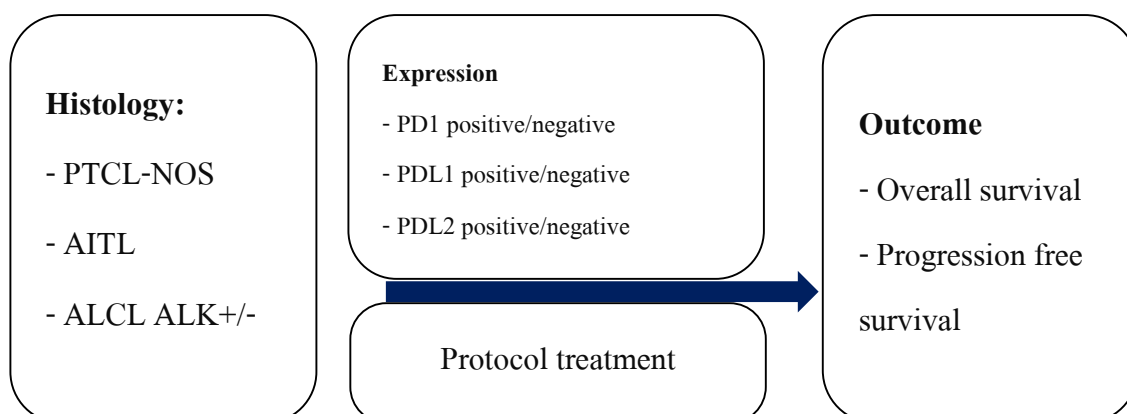 Histology:
- PTCL-NOS
- AITL
- ALCL ALK+/-
Expression
- PD1 positive/negative
- PDL1 positive/negative
- PDL2 positive/negative
Protocol treatment
Outcome
- Overall survival
- Progression free
survival